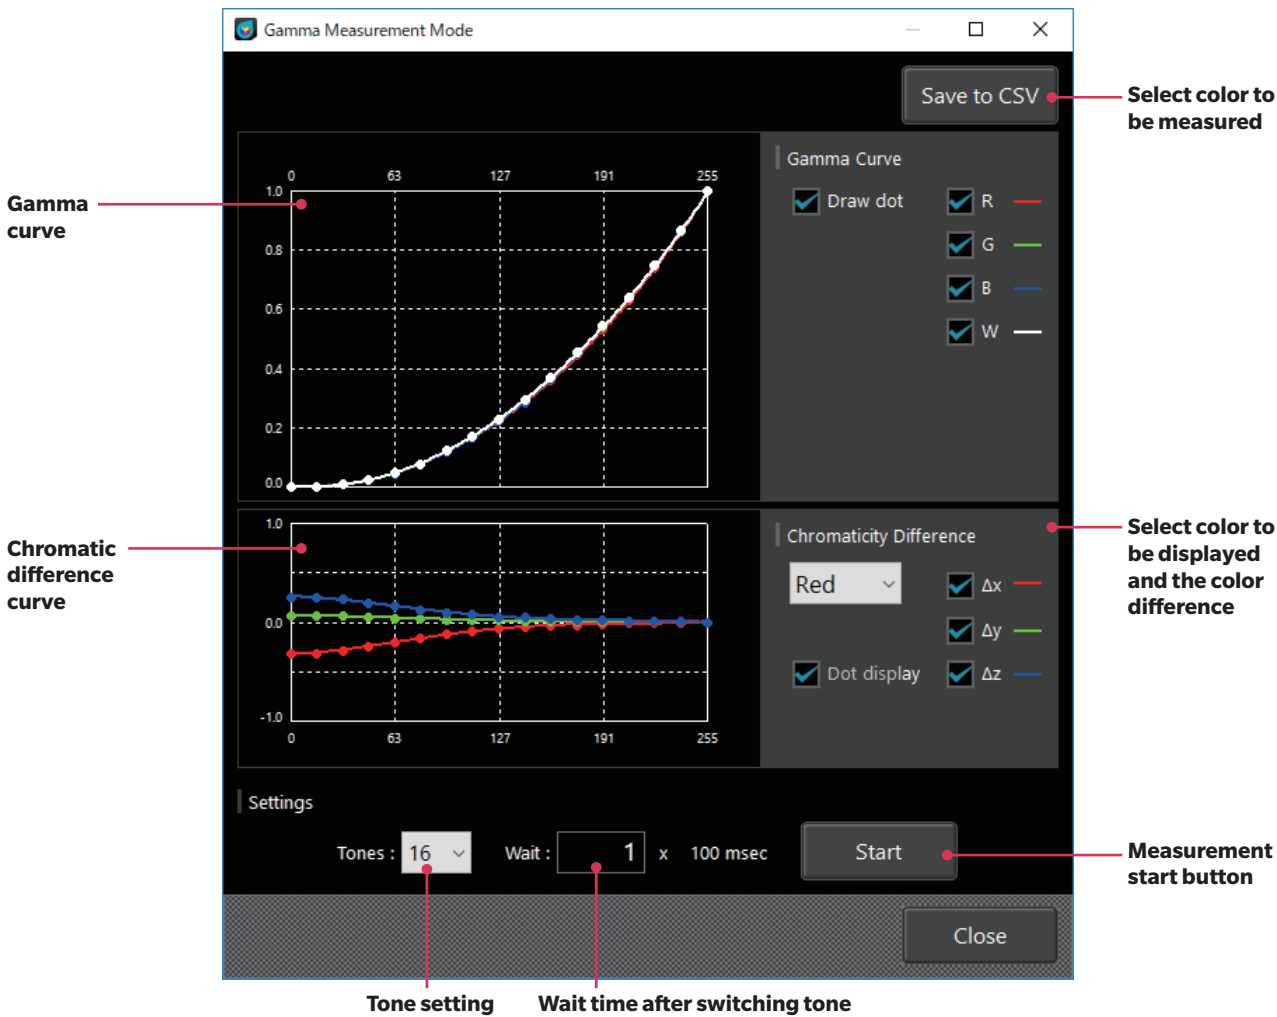 Gamma Measurement Mode
Save to CSV
Select color to
be measured
Gamma
curve
0 63 127 191 255
1.0
0.8
0.6
0.4
0.2
0.0
Gamma Curve
Draw dot
R
G
B
W
Chromatic
difference
curve
1.0
0.0
-1.0
0 63 127 191 255
Chromaticity Difference
Red
Δx
Δy
Dot display
Δz
Select color to
be displayed
and the color
difference
Settings
Tones : 16 Wait : 1 x 100 msec
Start
Measurement
start button
Close
Tone setting
Wait time after switching tone